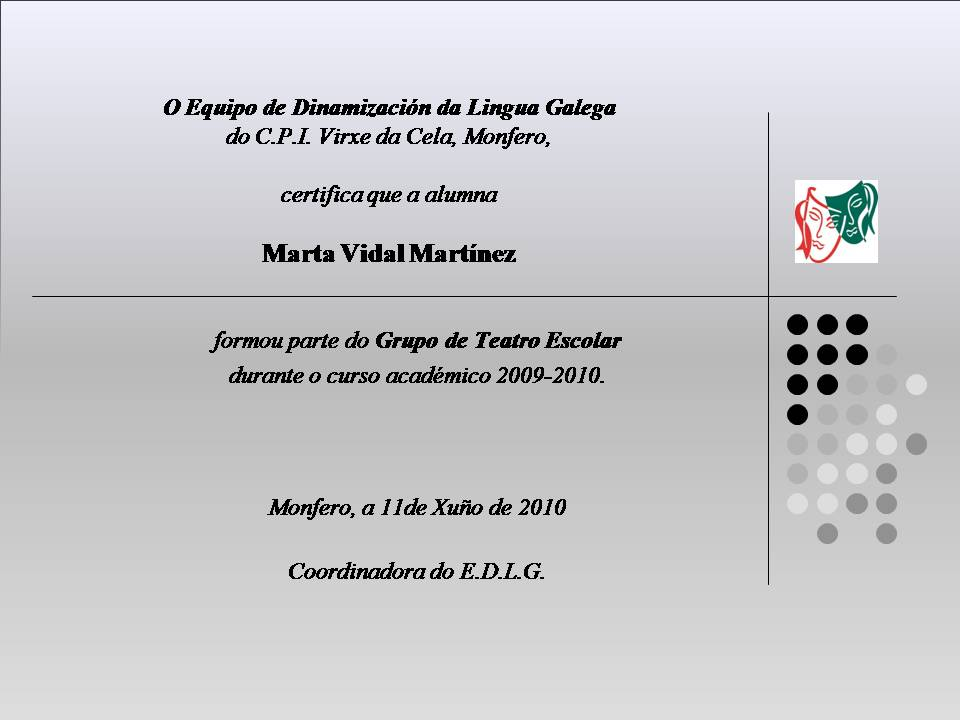 O Equipo de Dinamización da Lingua Galega
do C.P.I. Virxe da Cela, Monfero,
certifica que a alumna
Marta Vidal Martínez
formou parte do Grupo de Teatro Escolar
durante o curso académico 2009-2010.
Monfero, a 11de Xuño de 2010
Coordinadora do E.D.L.G.